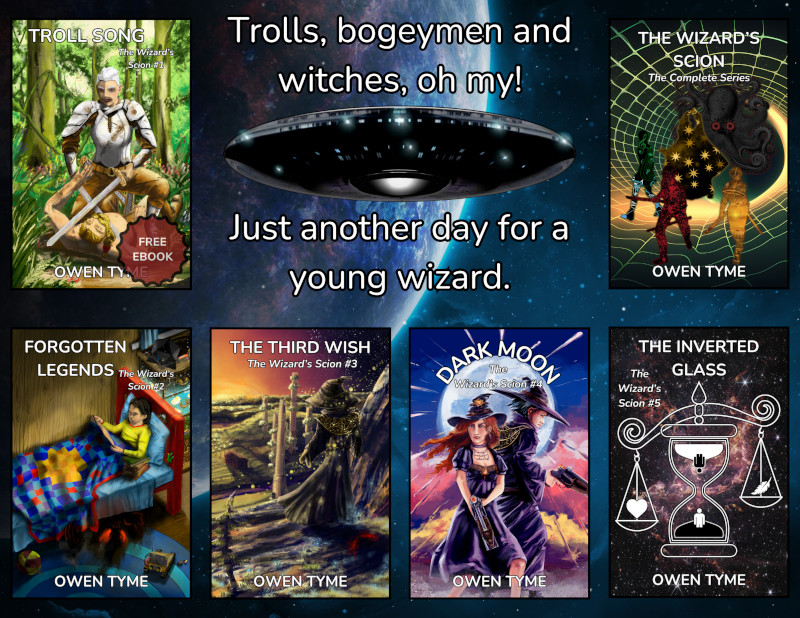 Trolls, bogeymen and
witches, oh my!
Just another day for a
young wizard.
TROLL SONG
The Wizard's
Scion #1
FREE
EBOOK
OWEN TYME
THE WIZARD'S
SCION
The Complete Series
OWEN TYME
FORGOTTEN
LEGENDS
The Wizard's
Scion #2
OWEN TYME
THE THIRD WISH
The Wizard's Scion #3
OWEN TYME
DARK MOON
The
Wizard's Scion #4
OWEN TYME
THE INVERTED
GLASS
The
Wizard's
Scion #5
OWEN TYME